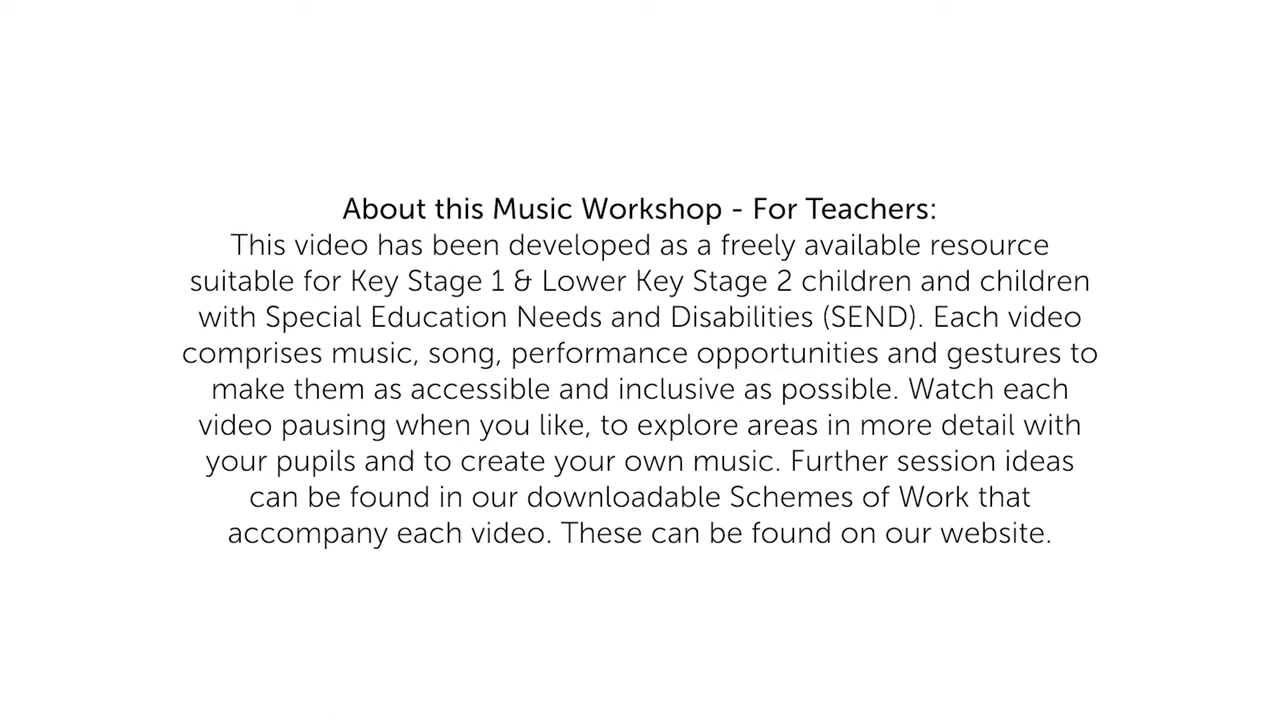 About this Music Workshop - For Teachers:
This video has been developed as a freely available resource
suitable for Key Stage 1 & Lower Key Stage 2 children and children
with Special Education Needs and Disabilities (SEND). Each video
comprises music, song, performance opportunities and gestures to
make them as accessible and inclusive as possible. Watch each
video pausing when you like, to explore areas in more detail with
your pupils and to create your own music. Further session ideas
can be found in our downloadable Schemes of Work that
accompany each video. These can be found on our website.